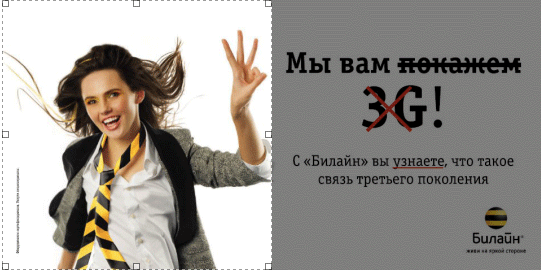 Мы вам покажем
3G!
С «Билайн» вы узнаете, что такое
связь третьего поколения
Билайн®
живи на яркой стороне